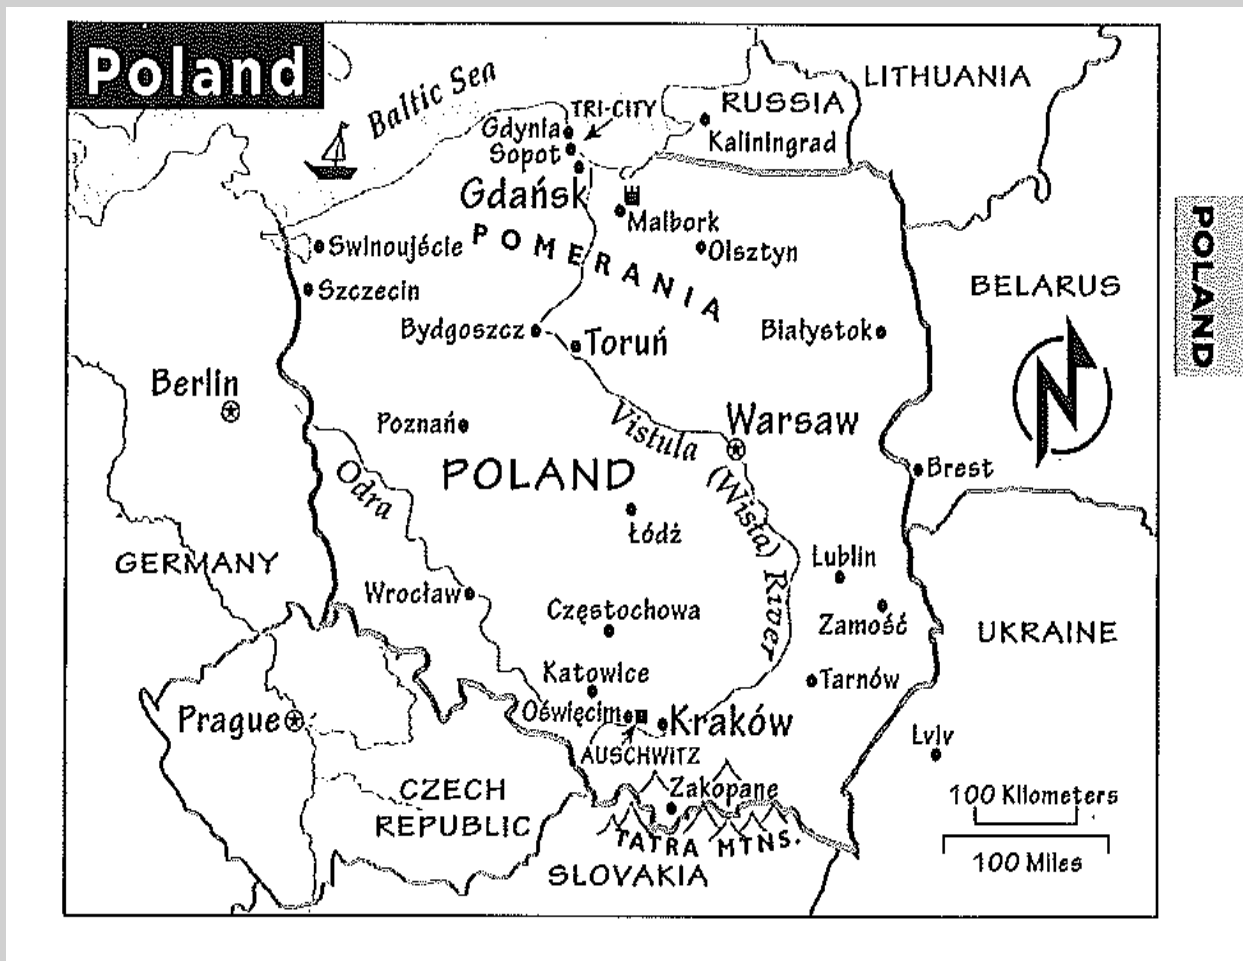 Poland
Baltic Sea
LITHUANIA
TRI-CITY
RUSSIA
Gdynia
Kaliningrad
Sopot
Gdańsk
Malbork
POMERANIA
Swinoujście
Olsztyn
Szczecin
BELARUS
POLAND
Bydgoszcz
Toruń
Białystok
Berlin
Poznań
Vistula
Warsaw
POLAND
Odra
(Wista)
River
Brest
Łódź
GERMANY
Lublin
Wrocław
Częstochowa
Zamość
UKRAINE
Katowice
Tarnów
Prague
Oświęcim
Kraków
AUSCHWITZ
Lviv
CZECH
REPUBLIC
Zakopane
100 Kilometers
TATRA MTNS.
100 Miles
SLOVAKIA